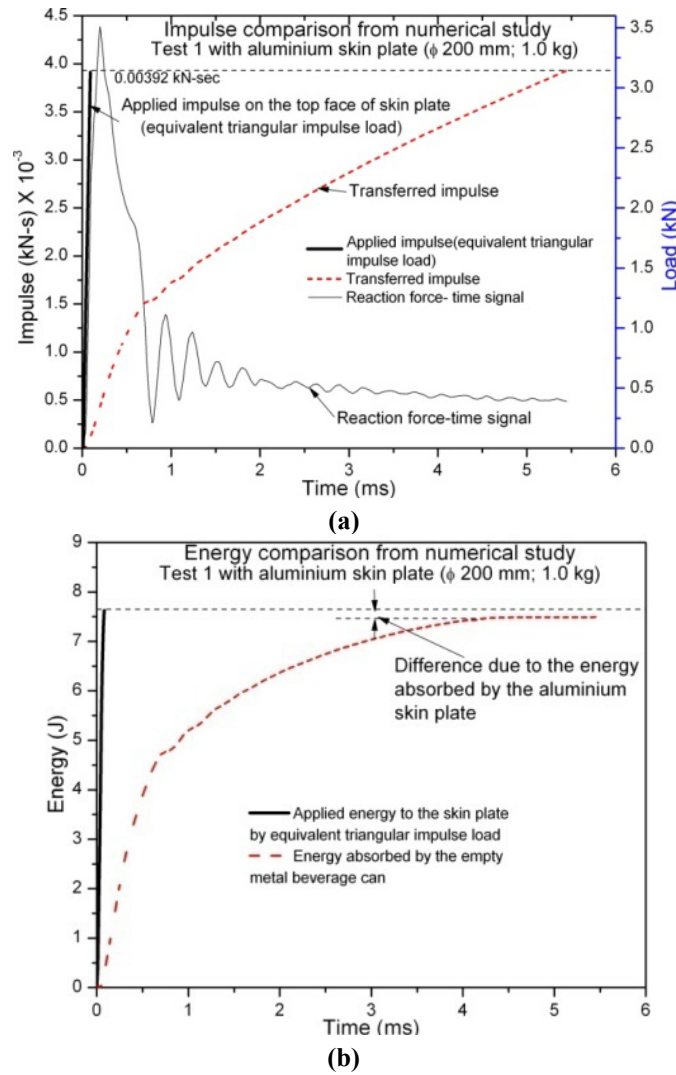 Impulse comparison from numerical study
Test 1 with aluminium skin plate (ϕ 200 mm; 1.0 kg)
0.00392 kN-sec
Applied impulse on the top face of skin plate
(equivalent triangular impulse load)
Transferred impulse
Applied impulse(equivalent triangular
impulse load)
Transferred impulse
Reaction force- time signal
Reaction force-time signal
Impulse (kN-s) X 10⁻³
4.5
4.0
3.5
3.0
2.5
2.0
1.5
1.0
0.5
0.0
Load (kN)
3.5
3.0
2.5
2.0
1.5
1.0
0.5
0.0
0 1 2 3 4 5 6
Time (ms)
(a)
Energy comparison from numerical study
Test 1 with aluminium skin plate (ϕ 200 mm; 1.0 kg)
Difference due to the energy
absorbed by the aluminium
skin plate
Applied energy to the skin plate
by equivalent triangular impulse load
Energy absorbed by the empty
metal beverage can
Energy (J)
9
8
7
6
5
4
3
2
1
0
0 1 2 3 4 5 6
Time (ms)
(b)